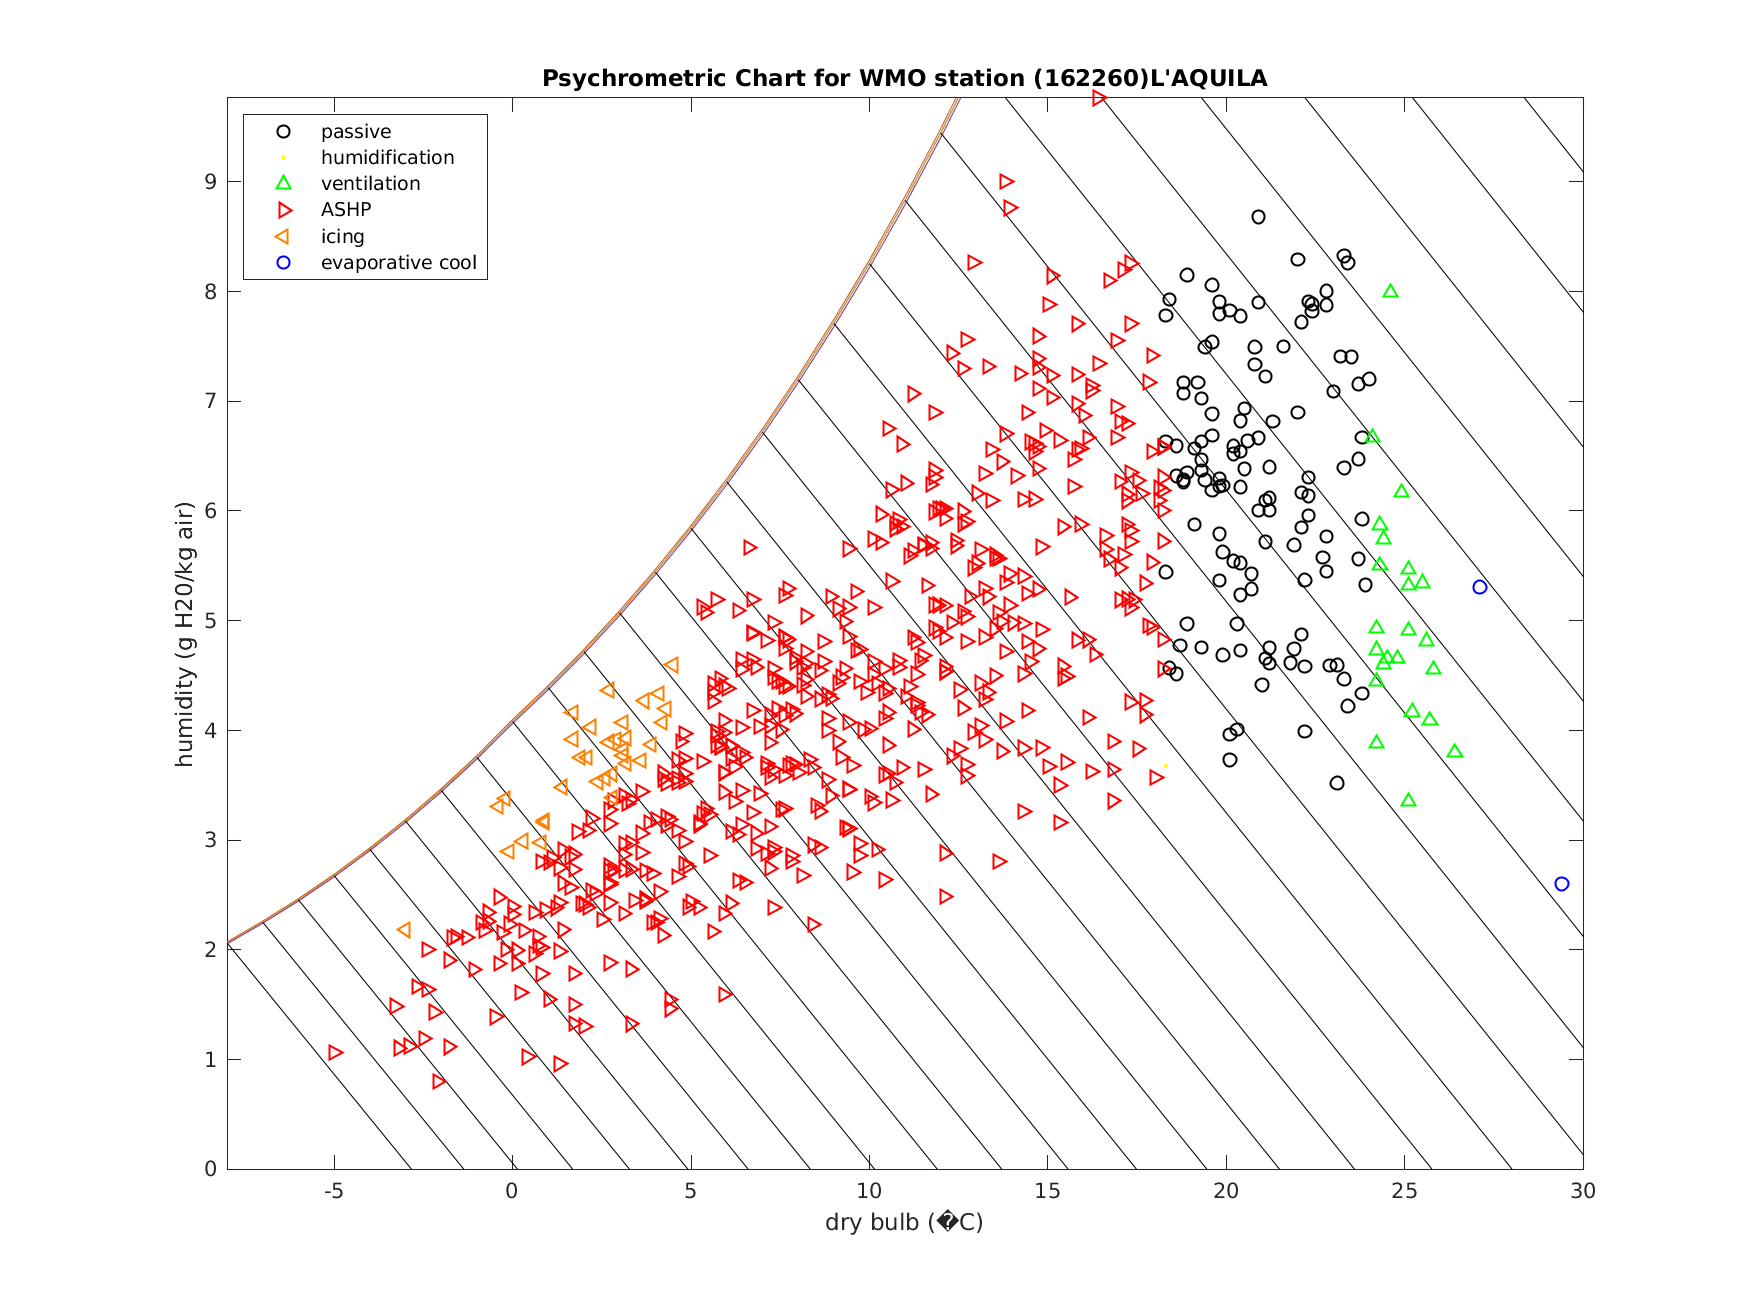 Psychrometric Chart for WMO station (162260)L'AQUILA
passive
humidification
ventilation
ASHP
icing
evaporative cool
humidity (g H20/kg air)
9
8
7
6
5
4
3
2
1
0
-5
0
5
10
15
20
25
30
dry bulb (�C)